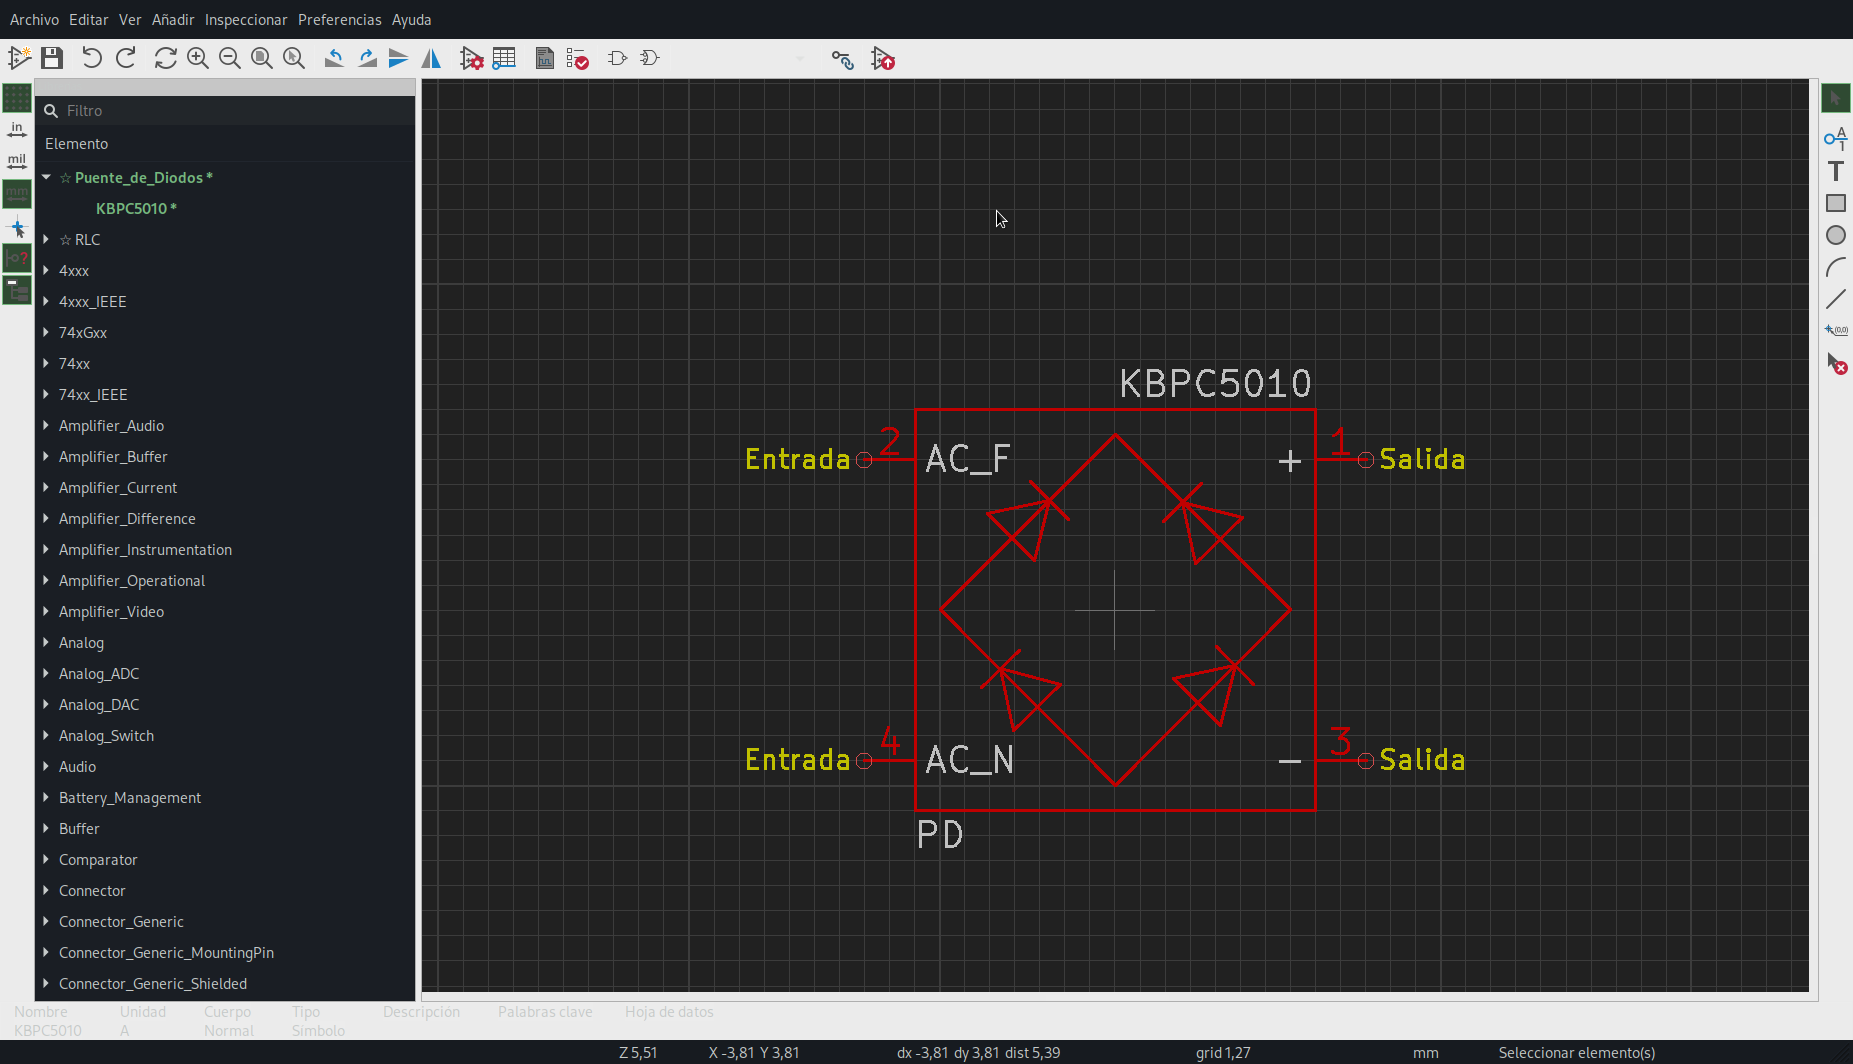 Archivo Editar Ver Añadir Inspeccionar Preferencias Ayuda
in
mil
mm
Filtro
Elemento
☆ Puente_de_Diodos *
KBPC5010 *
☆ RLC
4xxx
4xxx_IEEE
74xGxx
74xx
74xx_IEEE
Amplifier_Audio
Amplifier_Buffer
Amplifier_Current
Amplifier_Difference
Amplifier_Instrumentation
Amplifier_Operational
Amplifier_Video
Analog
Analog_ADC
Analog_DAC
Analog_Switch
Audio
Battery_Management
Buffer
Comparator
Connector
Connector_Generic
Connector_Generic_MountingPin
Connector_Generic_Shielded
KBPC5010
Entrada 2 AC_F + 1 Salida
Entrada 4 AC_N − 3 Salida
PD
A
1
T
(0,0)
Nombre Unidad Cuerpo Tipo Descripción Palabras clave Hoja de datos
KBPC5010 A Normal Símbolo
Z 5,51 X -3,81 Y 3,81 dx -3,81 dy 3,81 dist 5,39 grid 1,27 mm Seleccionar elemento(s)